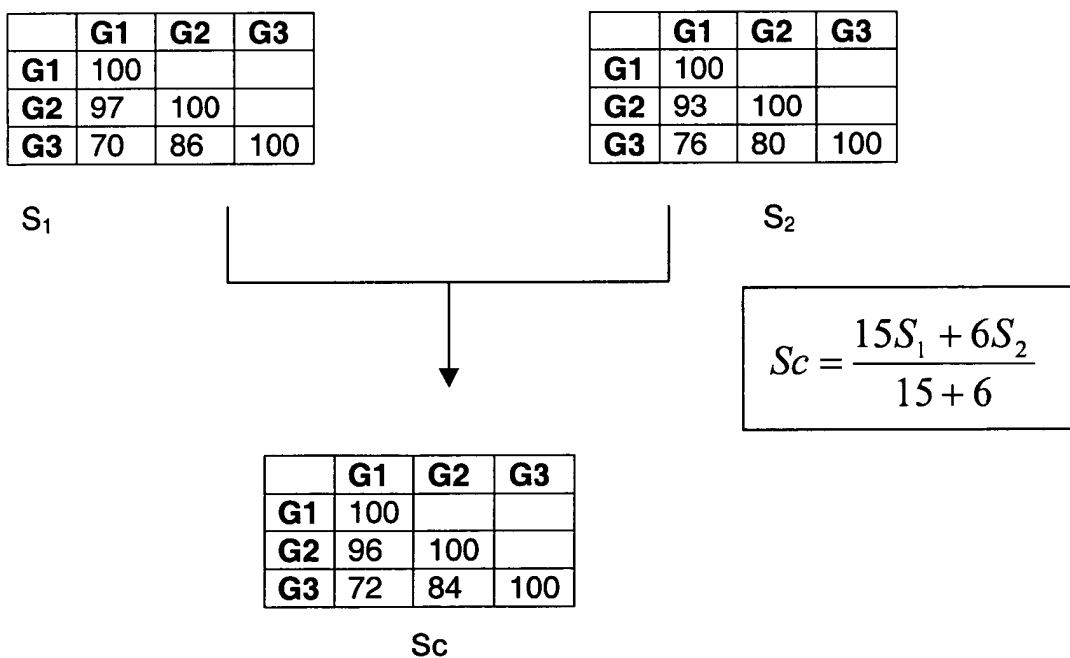 G1 G2 G3
G1 100
G2 97 100
G3 70 86 100
S₁
G1 G2 G3
G1 100
G2 93 100
G3 76 80 100
S₂
Sc = (15S₁ + 6S₂) / (15 + 6)
G1 G2 G3
G1 100
G2 96 100
G3 72 84 100
Sc